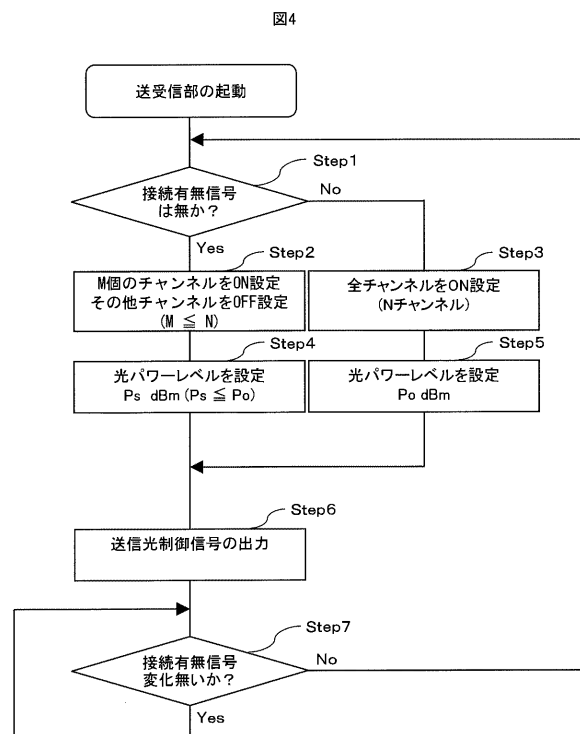 図4
送受信部の起動
Step1
接続有無信号
は無か？
No
Yes
Step2
M個のチャンネルをON設定
その他チャンネルをOFF設定
(M ≦ N)
Step3
全チャンネルをON設定
(Nチャンネル)
Step4
光パワーレベルを設定
Ps dBm (Ps ≦ Po)
Step5
光パワーレベルを設定
Po dBm
Step6
送信光制御信号の出力
Step7
接続有無信号
変化無いか？
No
Yes